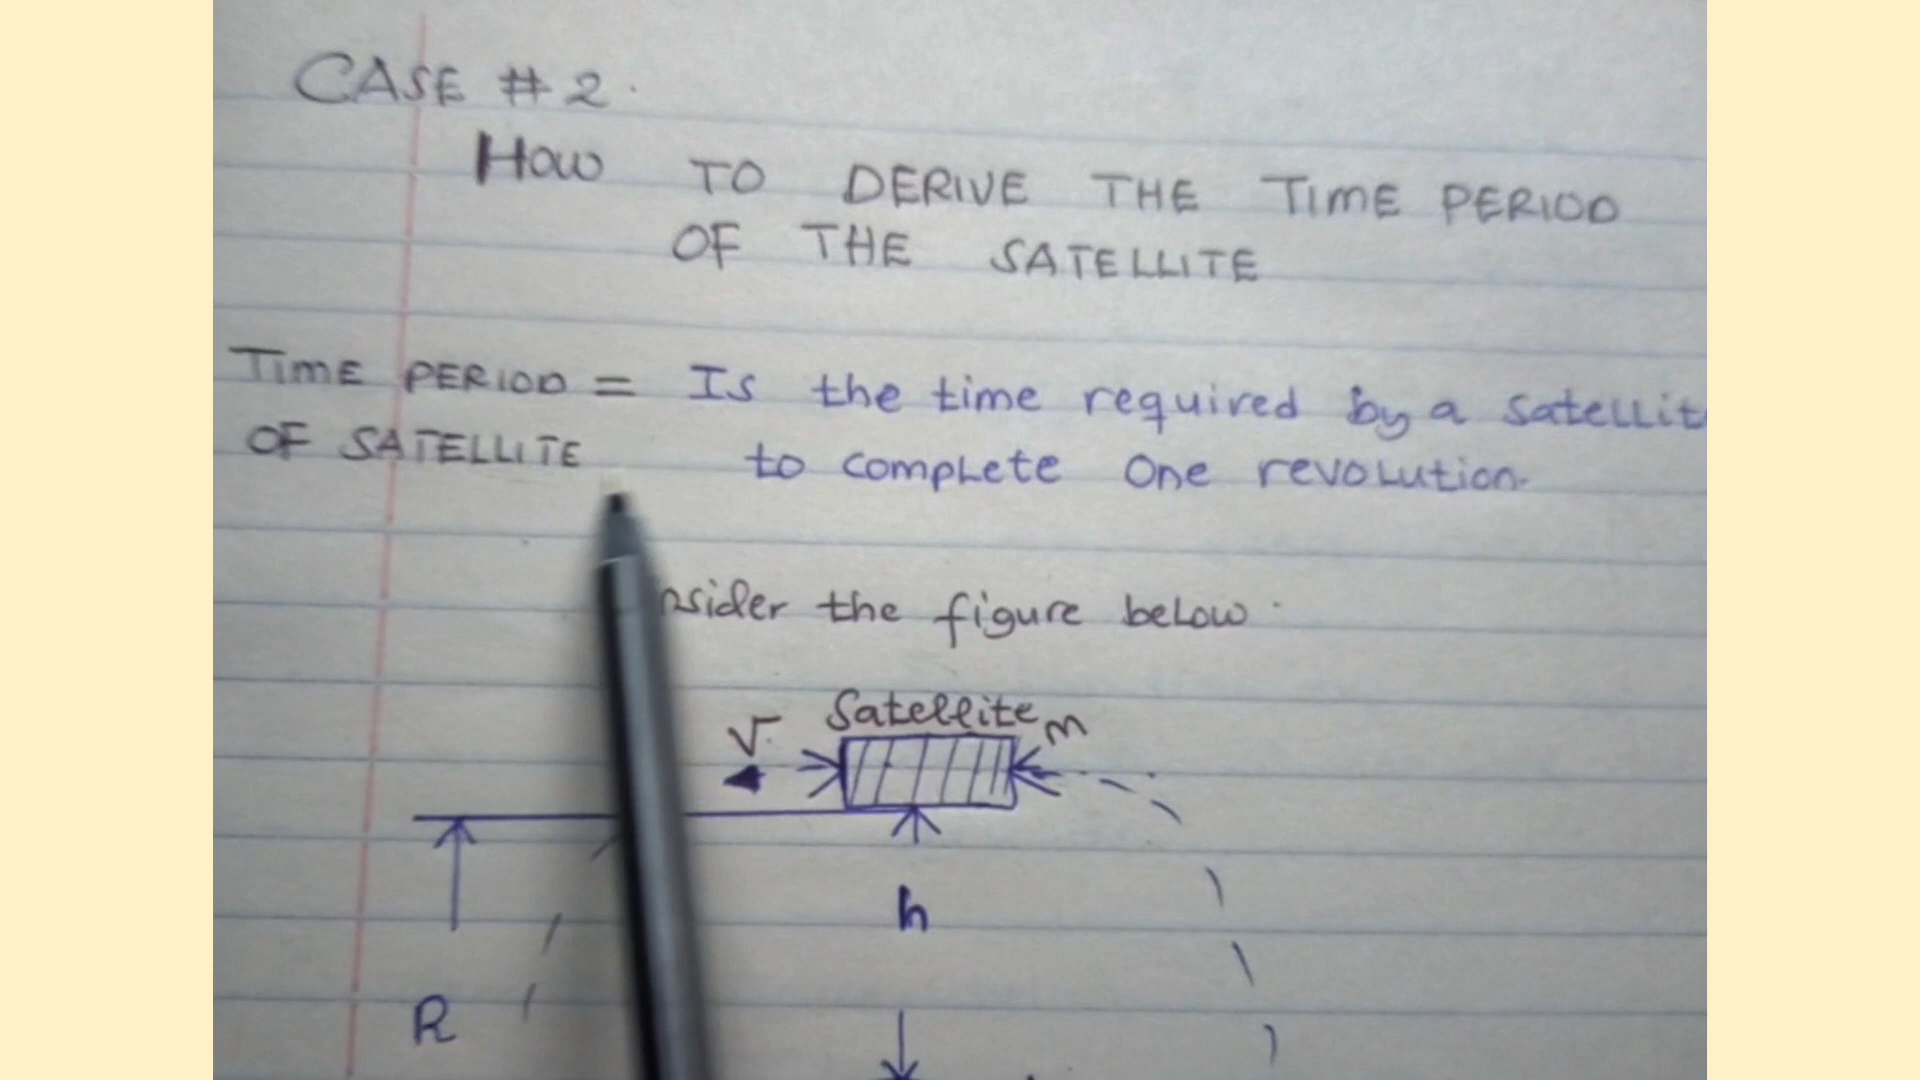 CASE # 2.
HOW TO DERIVE THE TIME PERIOD
OF THE SATELLITE
TIME PERIOD = Is the time required by a satellit
OF SATELLITE to complete One revolution.
nsider the figure below.
Satellite m
V
h
R